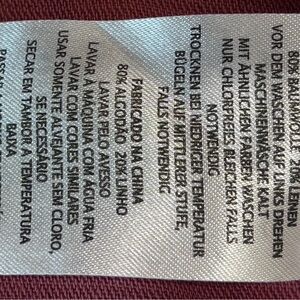 80% BAUMWOLLE 20% LEINEN
VOR DEM WASCHEN AUF LINKS DREHEN
MASCHINENWÄSCHE KALT
MIT ÄHNLICHEN FARBEN WASCHEN
NUR CHLORFREIES BLEICHEN FALLS
NOTWENDIG
TROCKNEN BEI NIEDRIGER TEMPERATUR
BÜGELN AUF MITTLERER STUFE,
FALLS NOTWENDIG
FABRICADO NA CHINA
80% ALGODÃO 20% LINHO
LAVAR PELO AVESSO
LAVAR À MÁQUINA COM ÁGUA FRIA
LAVAR COM CORES SIMILARES
USAR SOMENTE ALVEJANTE SEM CLORO,
SE NECESSÁRIO
SECAR EM TAMBOR A TEMPERATURA
BAIXA